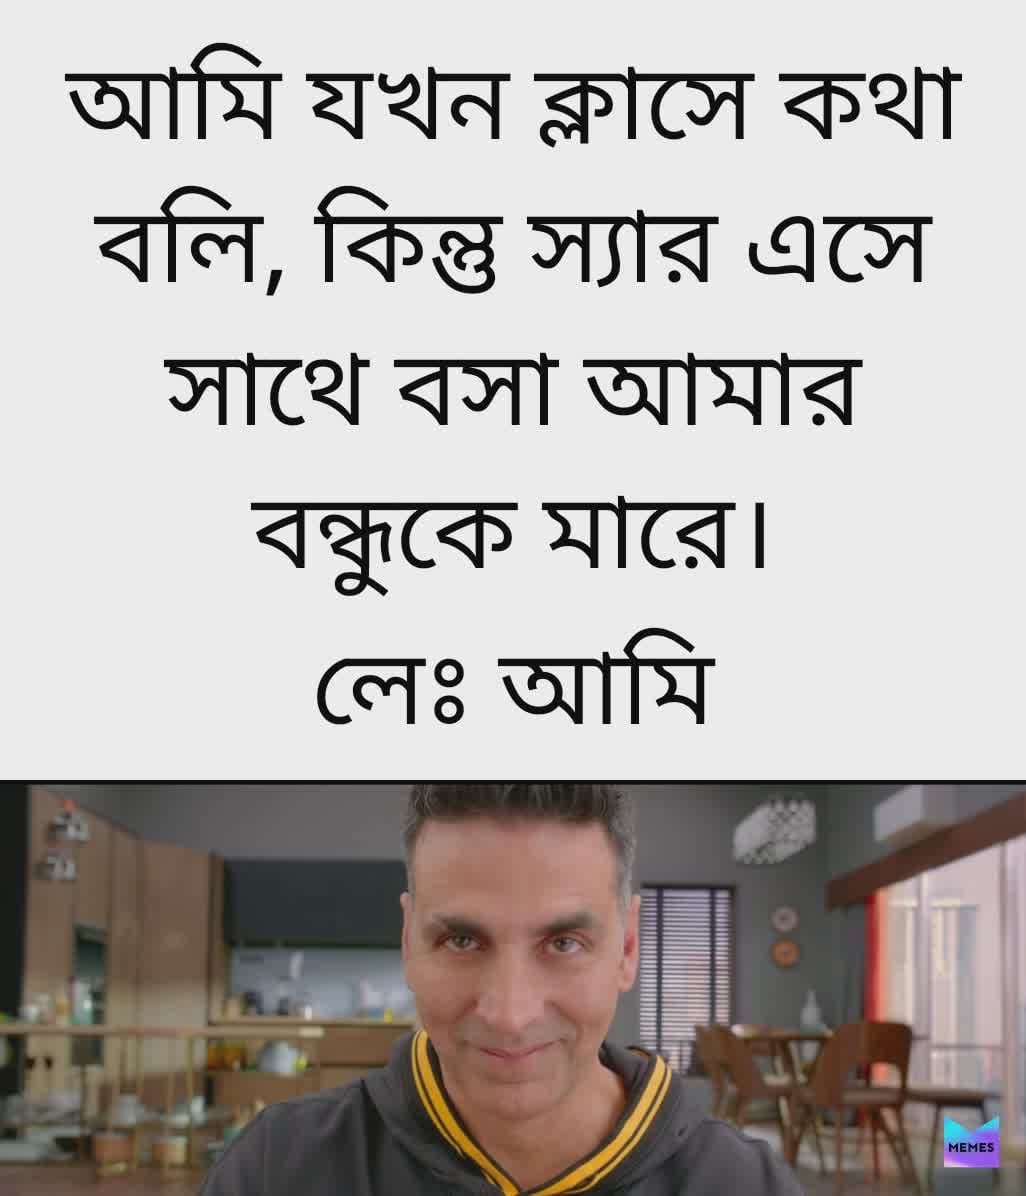 আমি যখন ক্লাসে কথা
বলি, কিন্তু স্যার এসে
সাথে বসা আমার
বন্ধুকে মারে।
লেঃ আমি
MEMES